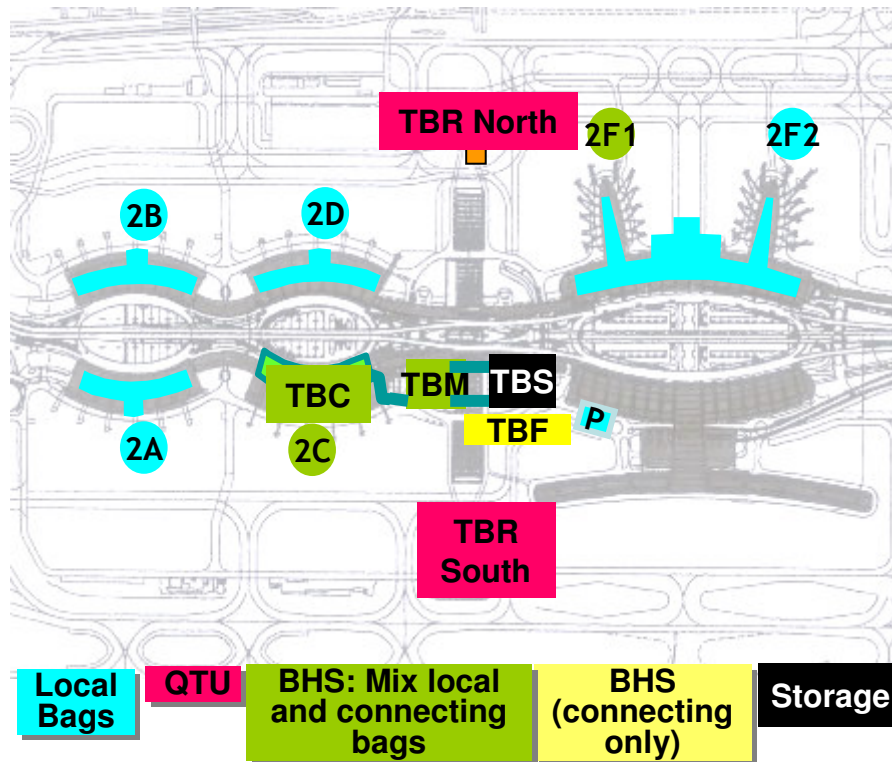 TBR North
2F1
2F2
2B
2D
TBC
TBM
TBS
TBF
P
2A
2C
TBR
South
Local
Bags
QTU
BHS: Mix local
and connecting
bags
BHS
(connecting
only)
Storage